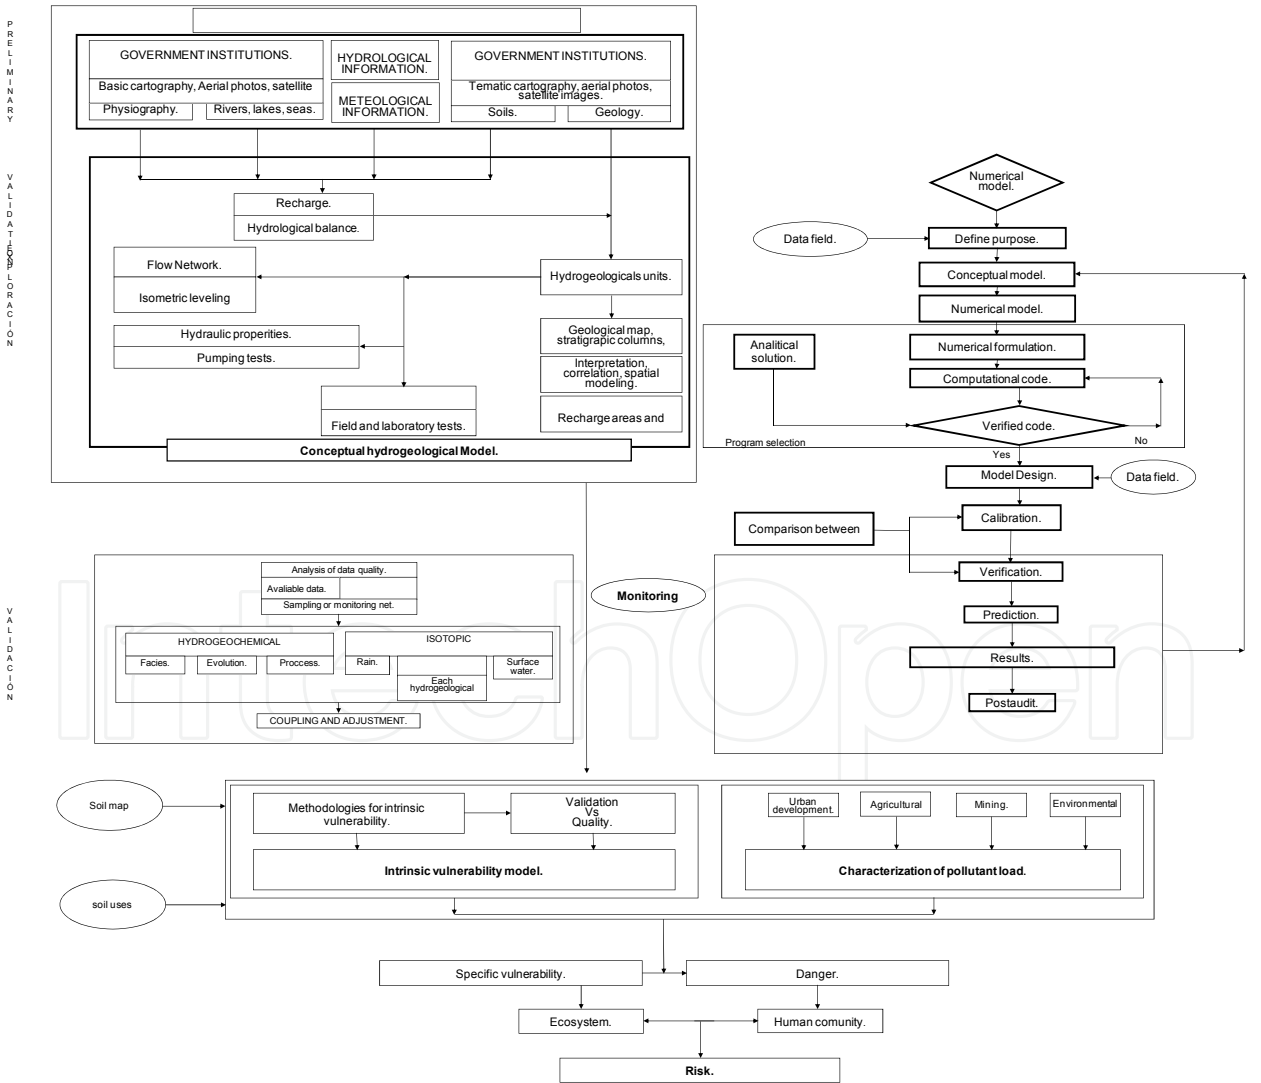 PRELIMINARY
GOVERNMENT INSTITUTIONS.
Basic cartography, Aerial photos, satellite
Physiography.
Rivers, lakes, seas.
HYDROLOGICAL
INFORMATION.
METEOLOGICAL
INFORMATION.
GOVERNMENT INSTITUTIONS.
Tematic cartography, aerial photos,
satellite images.
Soils.
Geology.
Recharge.
Hydrological balance.
Flow Network.
Isometric leveling
Hydrogeologicals units.
Hydraulic properities.
Pumping tests.
Geological map,
stratigrapic columns,
Interpretation,
correlation, spatial
modeling.
Field and laboratory tests.
Recharge areas and
Conceptual hydrogeological Model.
Numerical
model.
Data field.
Define purpose.
Conceptual model.
Numerical model.
Analitical
solution.
Numerical formulation.
Computational code.
Verified code.
Program selection
No
Yes
Model Design.
Data field.
Calibration.
Comparison between
Verification.
Prediction.
Results.
Postaudit.
VALIDACIÓN
Analysis of data quality.
Avaliable data.
Sampling or monitoring net.
Monitoring
HYDROGEOCHEMICAL
Facies.
Evolution.
Proccess.
ISOTOPIC
Rain.
Each
hydrogeological
Surface
water.
COUPLING AND ADJUSTMENT.
IntechOpen
Soil map
soil uses
Methodologies for intrinsic
vulnerability.
Validation
Vs
Quality.
Intrinsic vulnerability model.
Urban
development.
Agricultural
Mining.
Environmental
Characterization of pollutant load.
Specific vulnerability.
Danger.
Ecosystem.
Human comunity.
Risk.